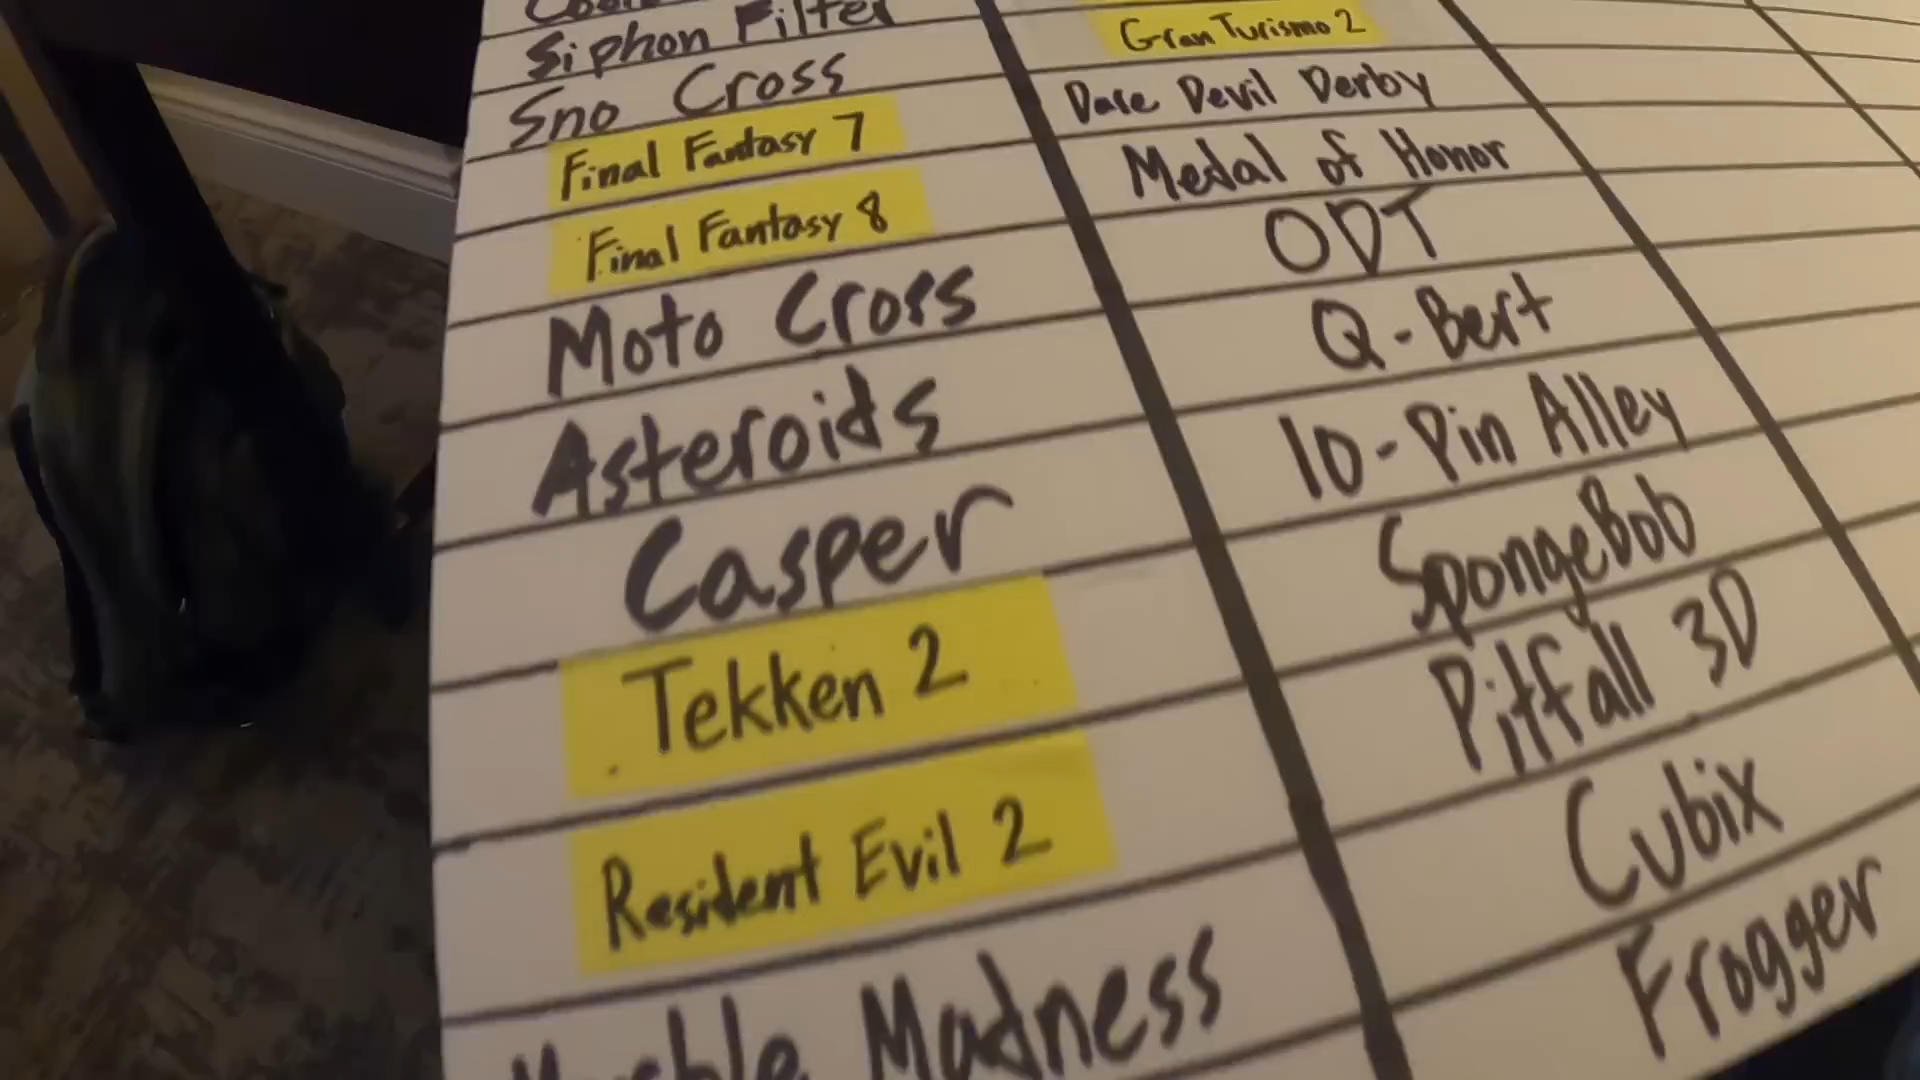 Siphon Filter
Sno Cross
Final Fantasy 7
Final Fantasy 8
Moto Cross
Asteroids
Casper
Tekken 2
Resident Evil 2
Madness
Gran Turismo 2
Dare Devil Derby
Medal of Honor
ODT
Q-Bert
10-Pin Alley
SpongeBob
Pitfall 3D
Cubix
Frogger